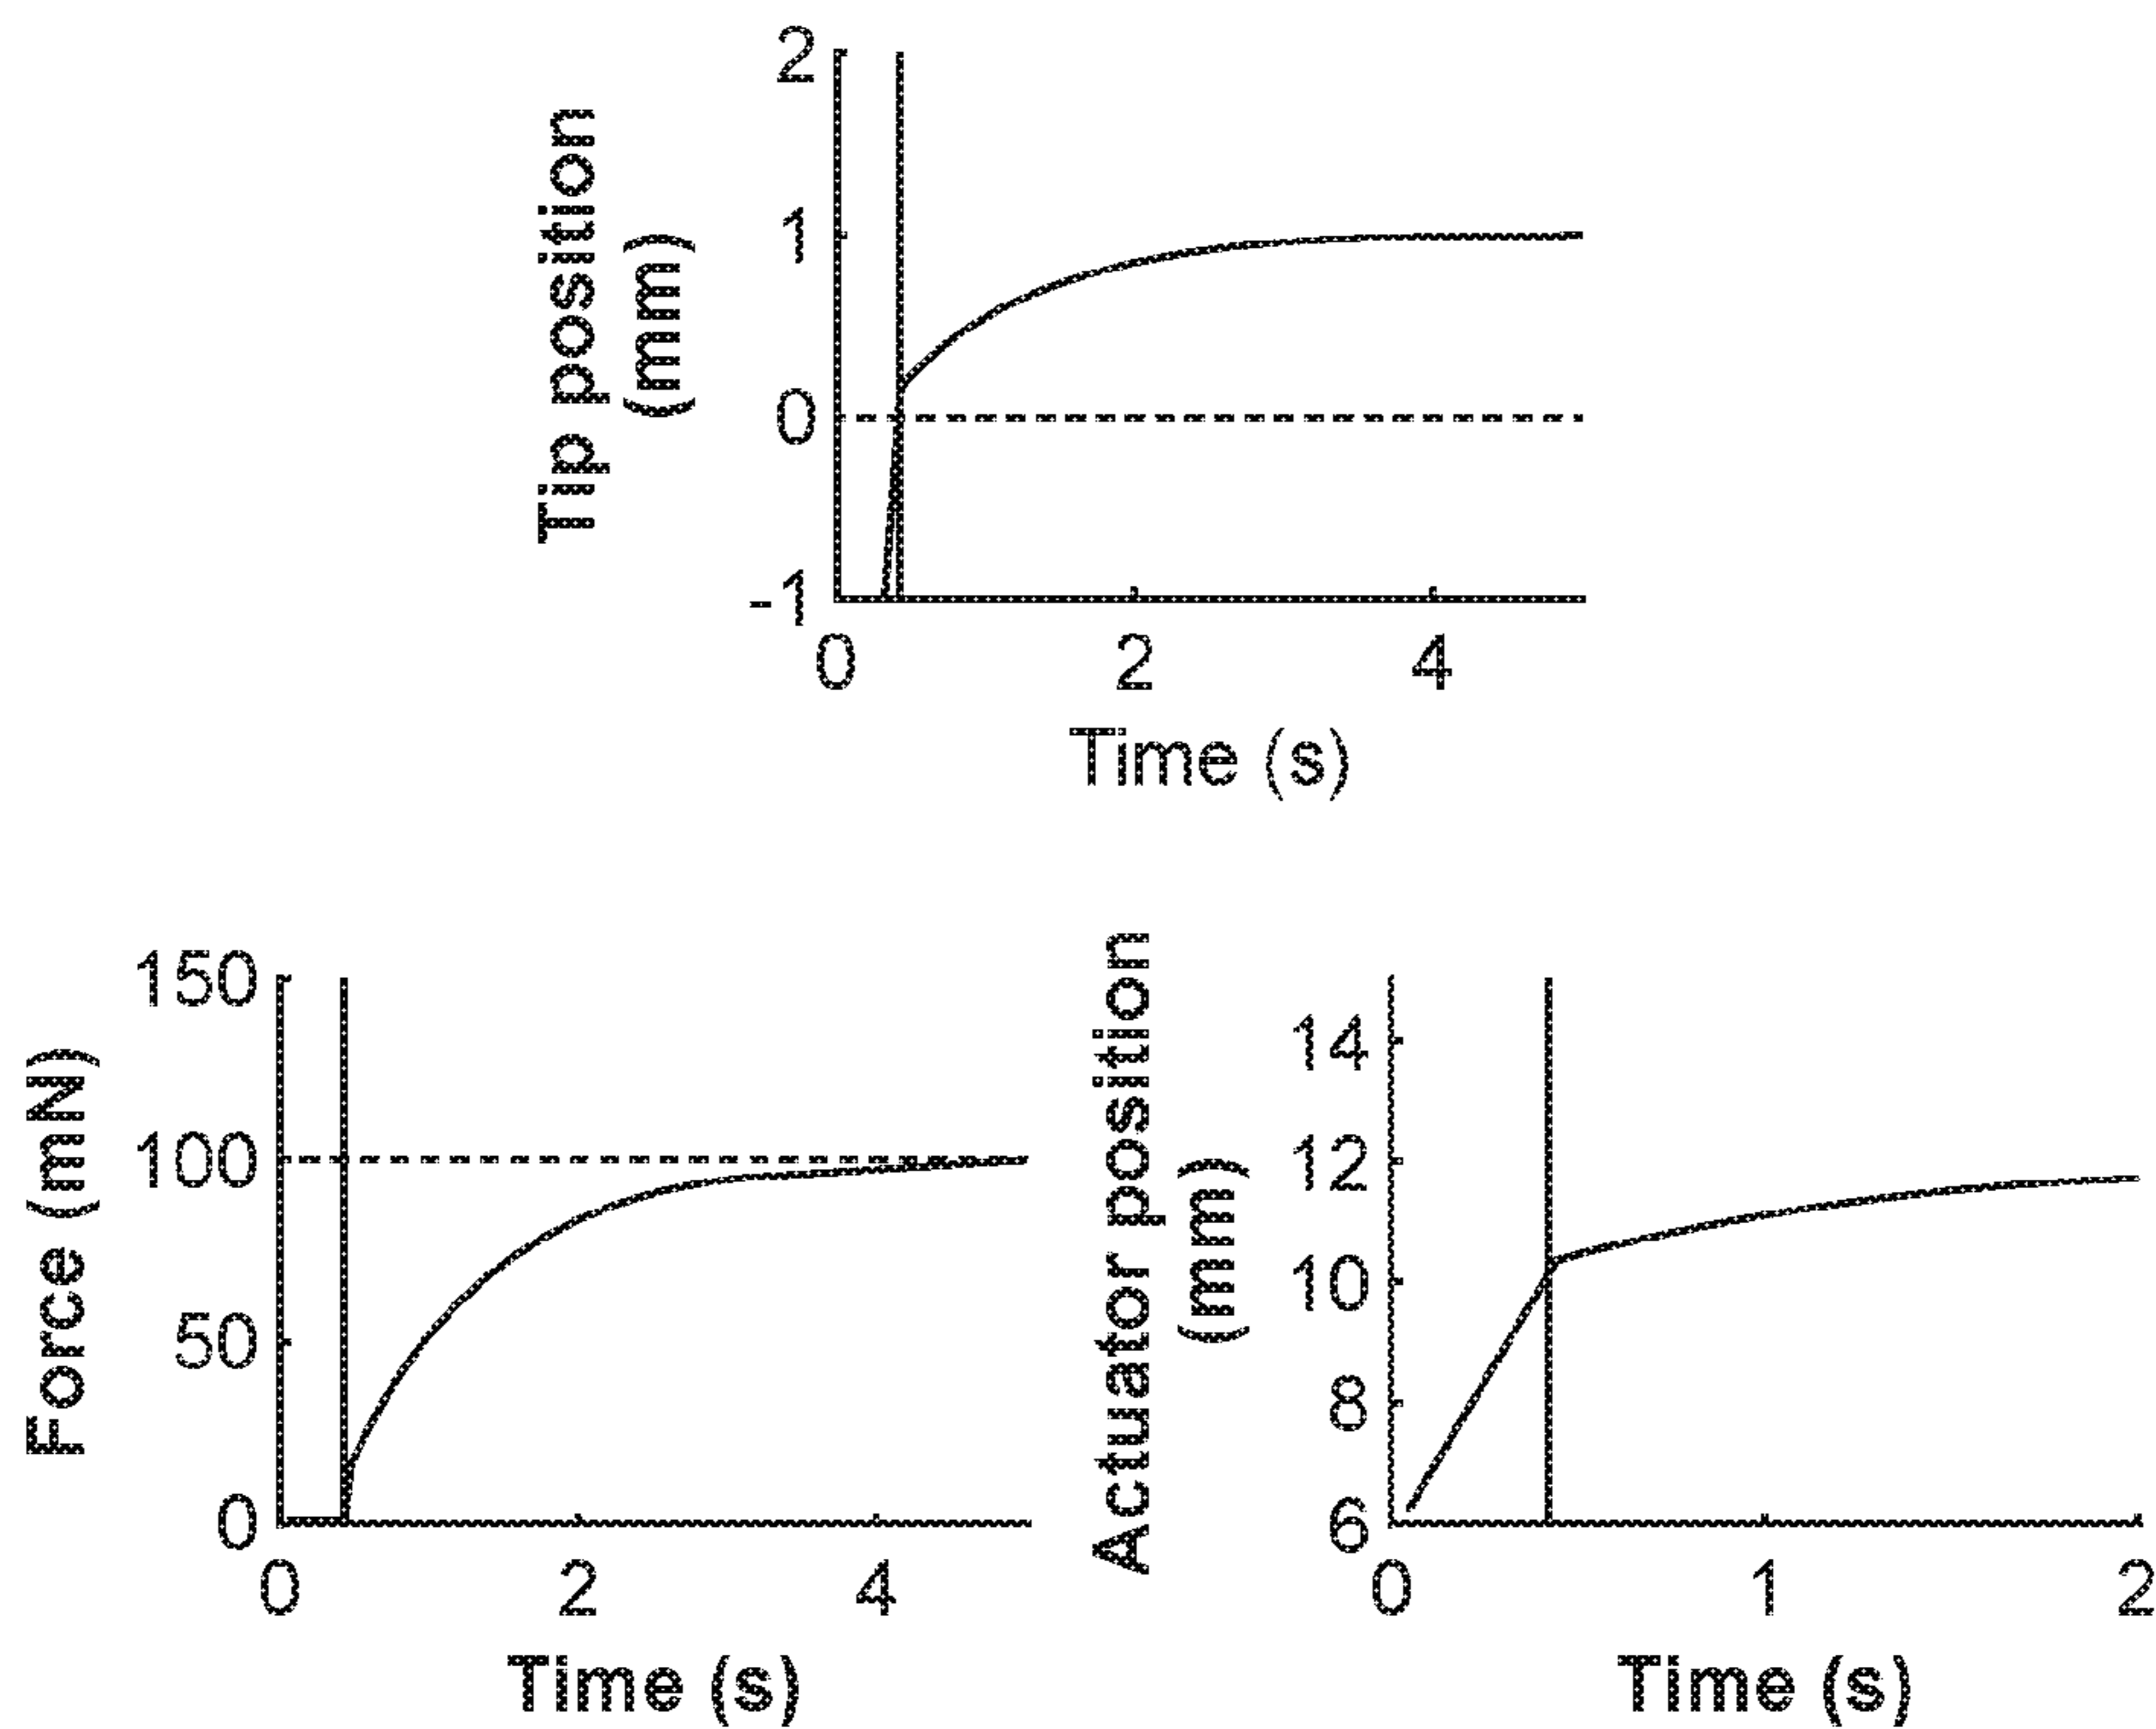 Tip position
(mm)
2
1
0
-1
0 2 4
Time (s)
Force (mN)
150
100
50
0
0 2 4
Time (s)
Actuator position
(mm)
14
12
10
8
6
0 1 2
Time (s)